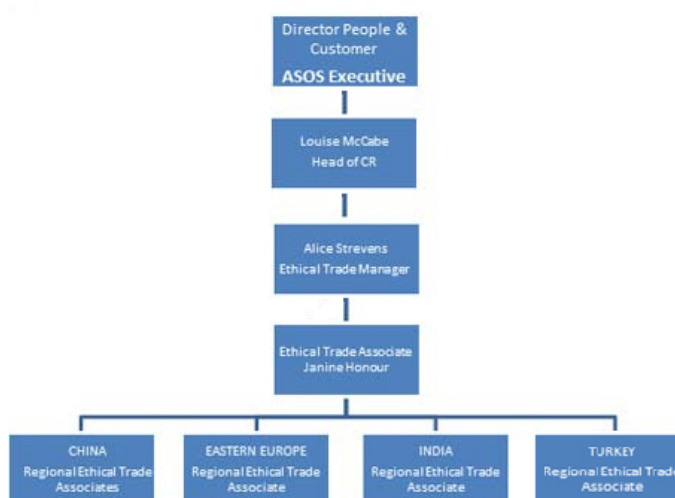 Director People &
Customer
ASOS Executive
Louise McCabe
Head of CR
Alice Strevens
Ethical Trade Manager
Ethical Trade Associate
Janine Honour
CHINA
Regional Ethical Trade
Associates
EASTERN EUROPE
Regional Ethical Trade
Associate
INDIA
Regional Ethical Trade
Associate
TURKEY
Regional Ethical Trade
Associate